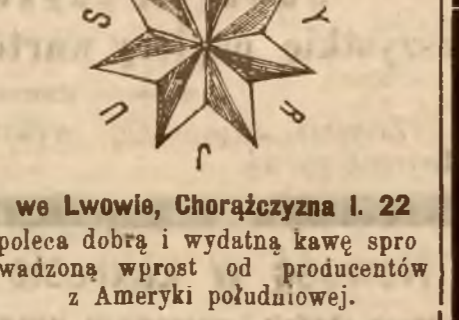 S Y
U R
J
we Lwowie, Chorążczyzna l. 22
poleca dobrą i wydatną kawę spro
wadzoną wprost od producentów
z Ameryki południowej.